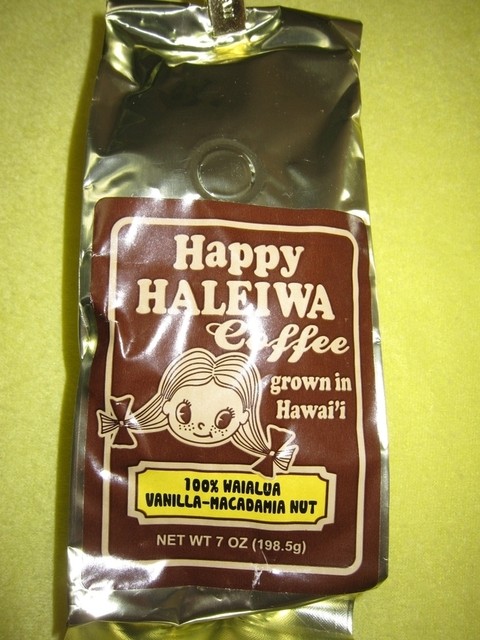 Happy
HALEIWA
Coffee
grown in
Hawai'i
100% WAIALUA
VANILLA-MACADAMIA NUT
NET WT 7 OZ (198.5g)